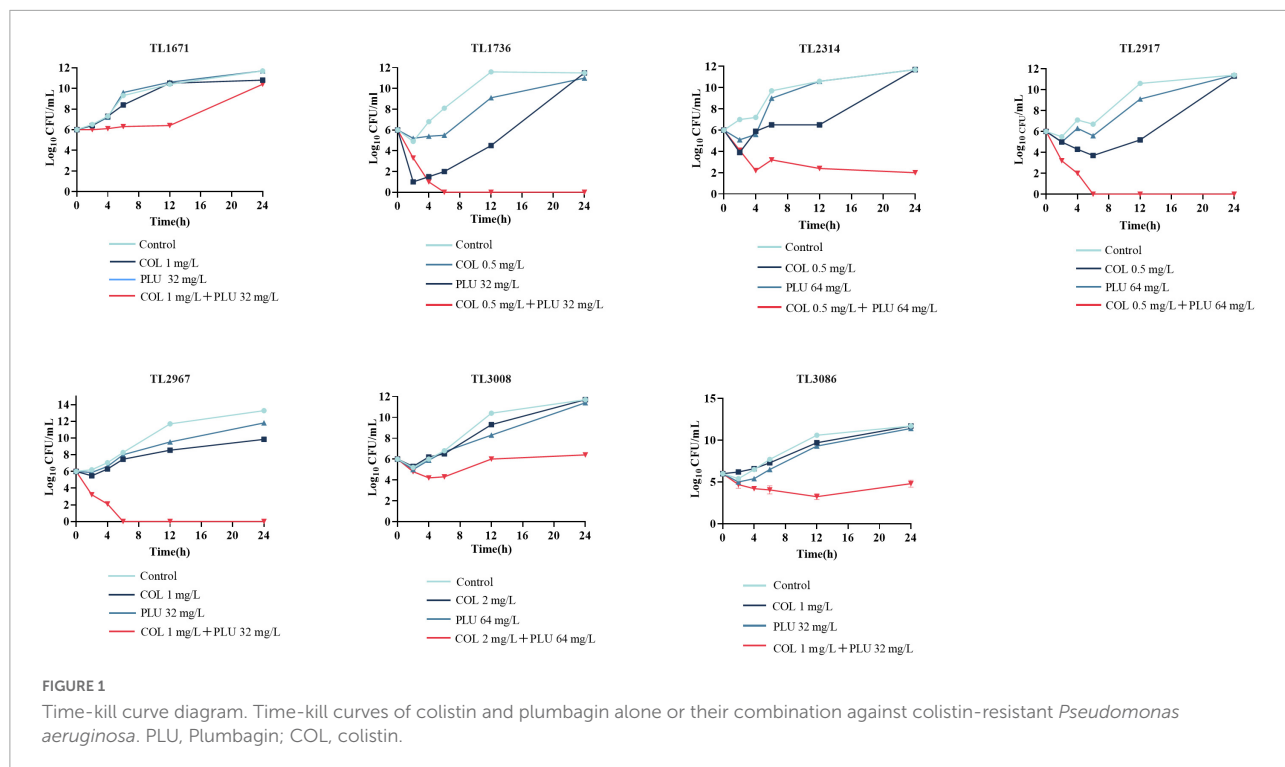 TL1671
Log10 CFU/mL
12
10
8
6
4
2
0
0 4 8 12 16 20 24
Time(h)
Control
COL 1 mg/L
PLU 32 mg/L
COL 1 mg/L+PLU 32 mg/L
TL1736
Log10 CFU/ml
12
10
8
6
4
2
0
0 4 8 12 16 20 24
Time(h)
Control
COL 0.5 mg/L
PLU 32 mg/L
COL 0.5 mg/L+PLU 32 mg/L
TL2314
Log10 CFU/mL
12
10
8
6
4
2
0
0 4 8 12 16 20 24
Time(h)
Control
COL 0.5 mg/L
PLU 64 mg/L
COL 0.5 mg/L+ PLU 64 mg/L
TL2917
Log10 CFU/mL
12
10
8
6
4
2
0
0 4 8 12 16 20 24
Time(h)
Control
COL 0.5 mg/L
PLU 64 mg/L
COL 0.5 mg/L+PLU 64 mg/L
TL2967
Log10 CFU/mL
14
12
10
8
6
4
2
0
0 4 8 12 16 20 24
Time(h)
Control
COL 1 mg/L
PLU 32 mg/L
COL 1 mg/L+PLU 32 mg/L
TL3008
Log10 CFU/mL
12
10
8
6
4
2
0
0 4 8 12 16 20 24
Time(h)
Control
COL 2 mg/L
PLU 64 mg/L
COL 2 mg/L+PLU 64 mg/L
TL3086
Log10 CFU/mL
15
10
5
0
0 4 8 12 16 20 24
Time(h)
Control
COL 1 mg/L
PLU 32 mg/L
COL 1 mg/L+PLU 32 mg/L
FIGURE 1
Time-kill curve diagram. Time-kill curves of colistin and plumbagin alone or their combination against colistin-resistant Pseudomonas
aeruginosa. PLU, Plumbagin; COL, colistin.